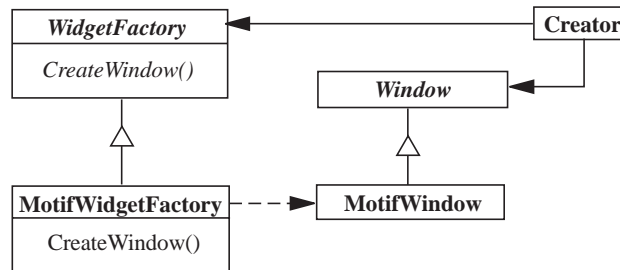 WidgetFactory
Creator
CreateWindow()
Window
MotifWidgetFactory
MotifWindow
CreateWindow()